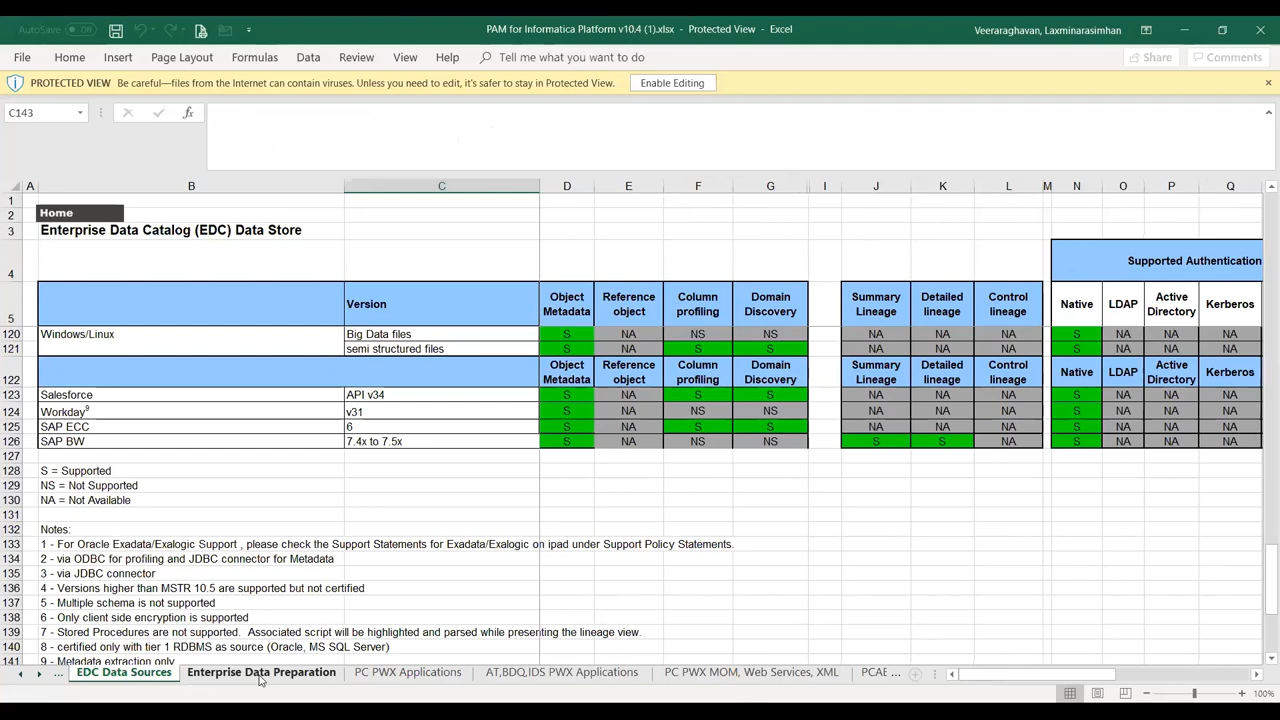 AutoSave Off
PAM for Informatica Platform v10.4 (1).xlsx - Protected View - Excel
Veeraraghavan, Laxminarasimhan
File Home Insert Page Layout Formulas Data Review View Help Tell me what you want to do Share Comments
PROTECTED VIEW Be careful—files from the Internet can contain viruses. Unless you need to edit, it's safer to stay in Protected View. Enable Editing
C143 fx
A B C D E F G I J K L M N O P Q
1
2 Home
3 Enterprise Data Catalog (EDC) Data Store
4 Supported Authentication
5 Version Object Metadata Reference object Column profiling Domain Discovery Summary Lineage Detailed lineage Control lineage Native LDAP Active Directory Kerberos
120 Windows/Linux Big Data files S NA NS NS NA NA NA S NA NA NA
121 semi structured files S NA S S NA NA NA S NA NA NA
122 Object Metadata Reference object Column profiling Domain Discovery Summary Lineage Detailed lineage Control lineage Native LDAP Active Directory Kerberos
123 Salesforce API v34 S NA S S NA NA NA S NA NA NA
124 Workday9 v31 S NA NS NS NA NA NA S NA NA NA
125 SAP ECC 6 S NA S S NA NA NA S NA NA NA
126 SAP BW 7.4x to 7.5x S NA NS NS S S NA S NA NA NA
127
128 S = Supported
129 NS = Not Supported
130 NA = Not Available
131
132 Notes:
133 1 - For Oracle Exadata/Exalogic Support , please check the Support Statements for Exadata/Exalogic on ipad under Support Policy Statements.
134 2 - via ODBC for profiling and JDBC connector for Metadata
135 3 - via JDBC connector
136 4 - Versions higher than MSTR 10.5 are supported but not certified
137 5 - Multiple schema is not supported
138 6 - Only client side encryption is supported
139 7 - Stored Procedures are not supported. Associated script will be highlighted and parsed while presenting the lineage view.
140 8 - certified only with tier 1 RDBMS as source (Oracle, MS SQL Server)
141 9 - Metadata extraction only
... EDC Data Sources Enterprise Data Preparation PC PWX Applications AT,BDQ,IDS PWX Applications PC PWX MOM, Web Services, XML PCAE ...
100%